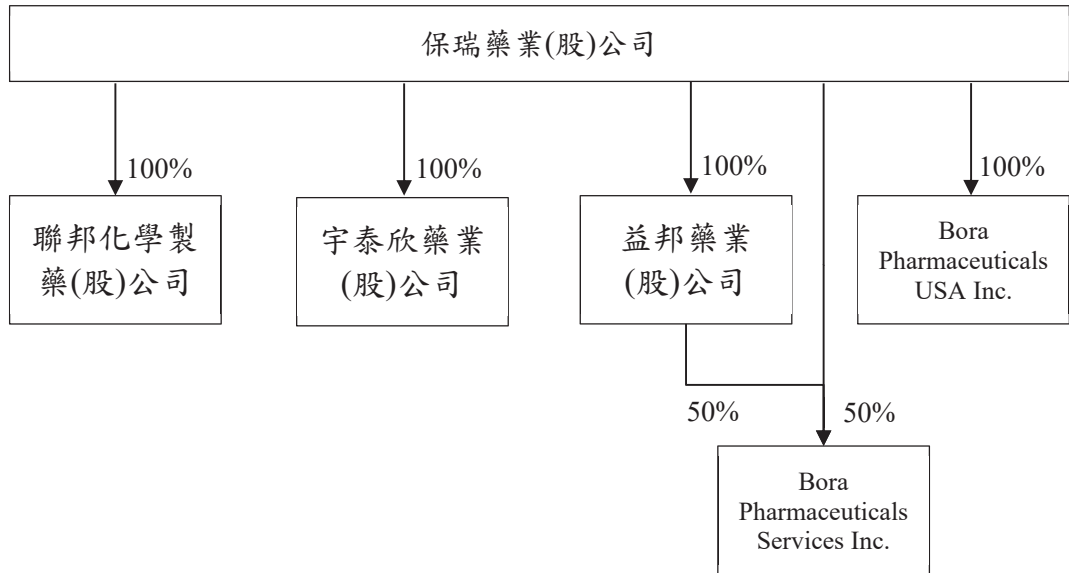 保瑞藥業(股)公司
100%
100%
100%
100%
聯邦化學製
藥(股)公司
宇泰欣藥業
(股)公司
益邦藥業
(股)公司
Bora
Pharmaceuticals
USA Inc.
50%
50%
Bora
Pharmaceuticals
Services Inc.